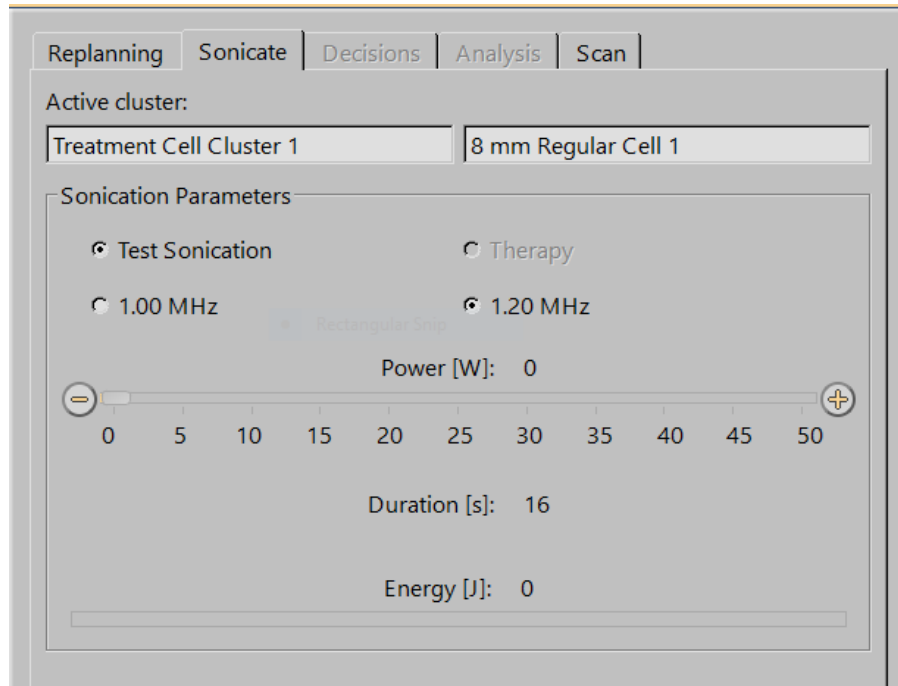 Replanning Sonicate Decisions Analysis Scan
Active cluster:
Treatment Cell Cluster 1 8 mm Regular Cell 1
Sonication Parameters
Test Sonication Therapy
1.00 MHz 1.20 MHz
Rectangular Snip
Power [W]: 0
0 5 10 15 20 25 30 35 40 45 50
Duration [s]: 16
Energy [J]: 0